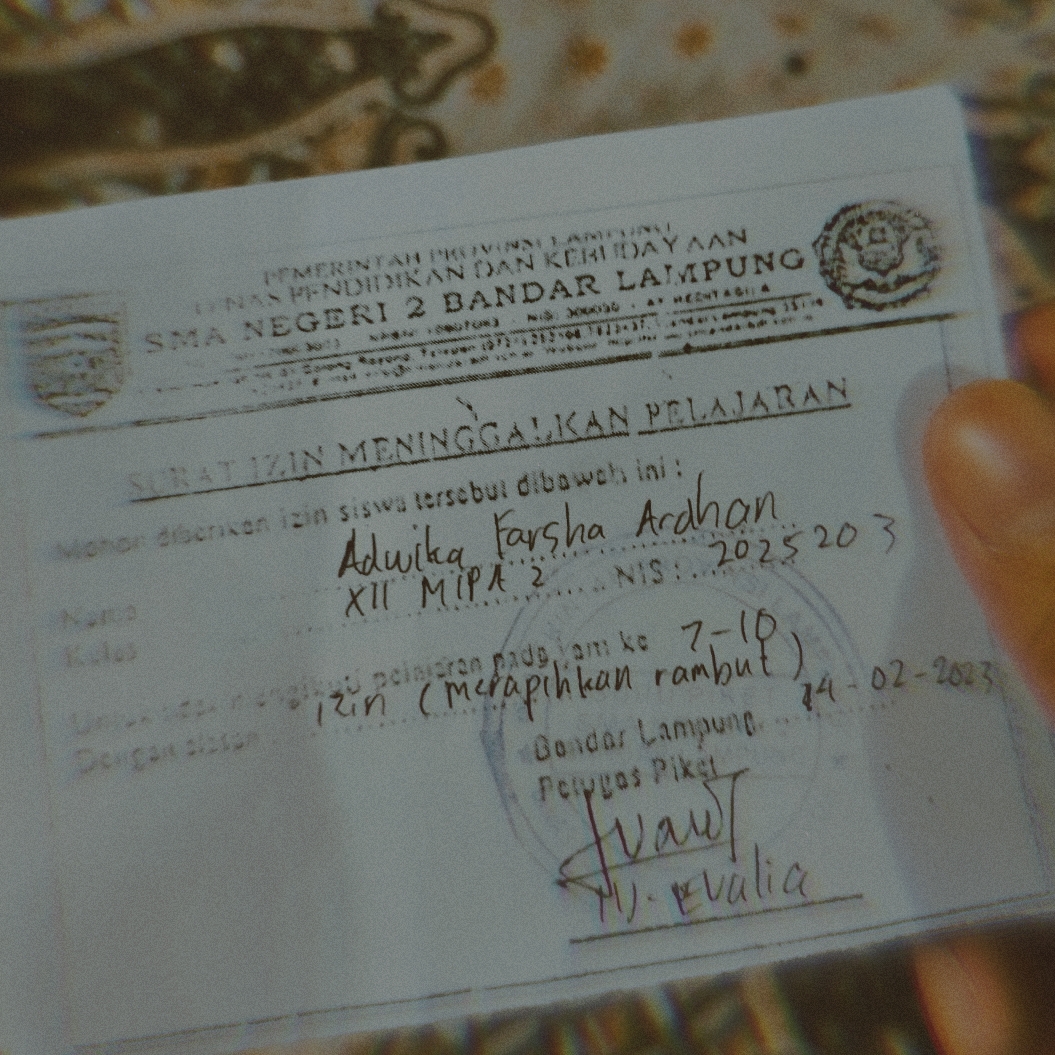 PEMERINTAH PROVINSI LAMPUNG
DINAS PENDIDIKAN DAN KEBUDAYAAN
SMA NEGERI 2 BANDAR LAMPUNG
SURAT IZIN MENINGGALKAN PELAJARAN
Mohon diberikan izin siswa tersebut dibawah ini :
Nama Adwika Farsha Ardhan
Kelas XII MIPA 2 NIS : 2025203
Untuk tidak mengikuti pelajaran pada jam ke 7-10
Dengan alasan izin (merapihkan rambut)
Bandar Lampung, 14-02-2023
Petugas Piket
Evalia